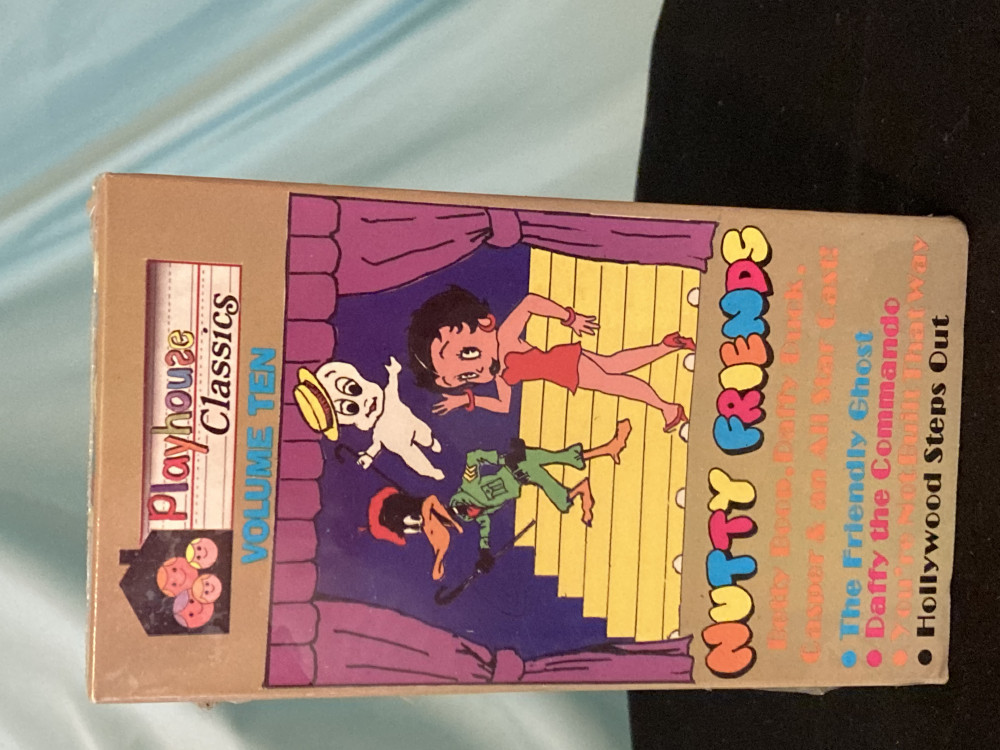 Playhouse
Classics
VOLUME TEN
NUTTY FRIENDS
Betty Boop, Daffy Duck,
Casper & an All Star Cast!
• The Friendly Ghost
• Daffy the Commando
• You're Not Built That Way
• Hollywood Steps Out